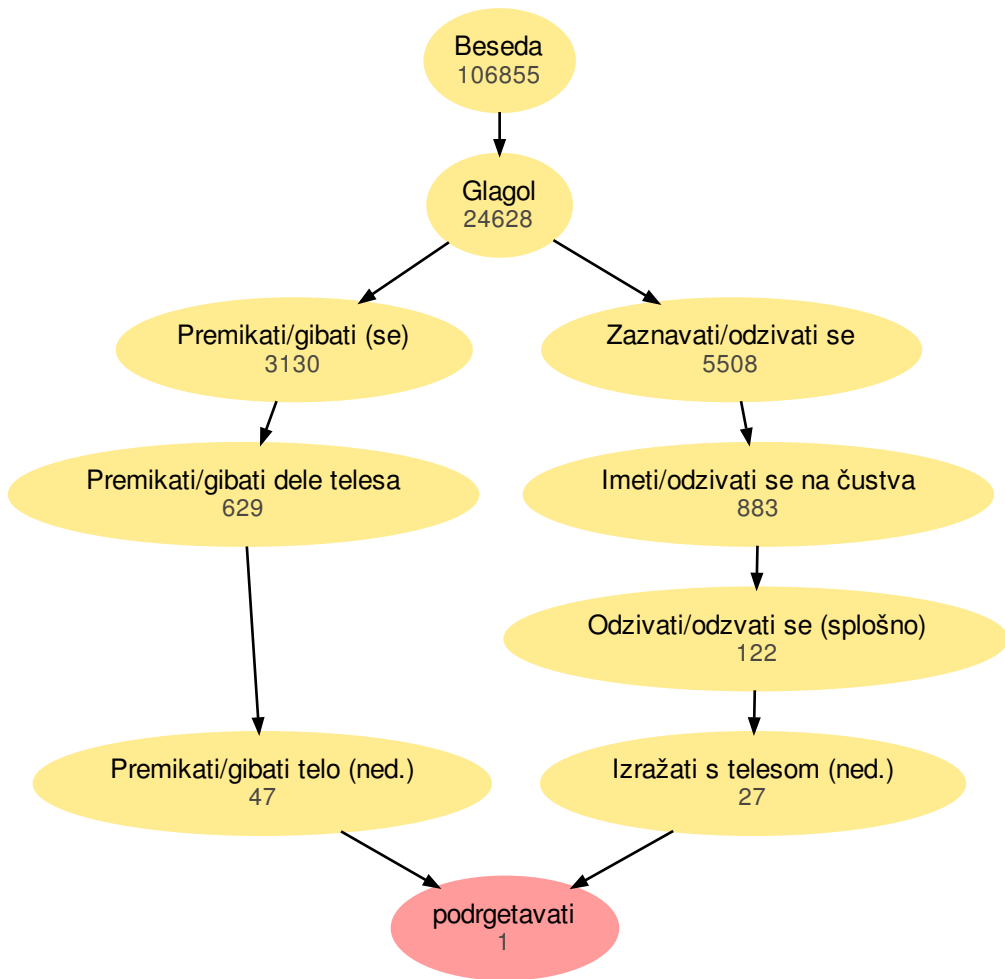 Beseda
106855
Glagol
24628
Premikati/gibati (se)
3130
Zaznavati/odzivati se
5508
Premikati/gibati dele telesa
629
Imeti/odzivati se na čustva
883
Odzivati/odzvati se (splošno)
122
Premikati/gibati telo (ned.)
47
Izražati s telesom (ned.)
27
podrgetavati
1